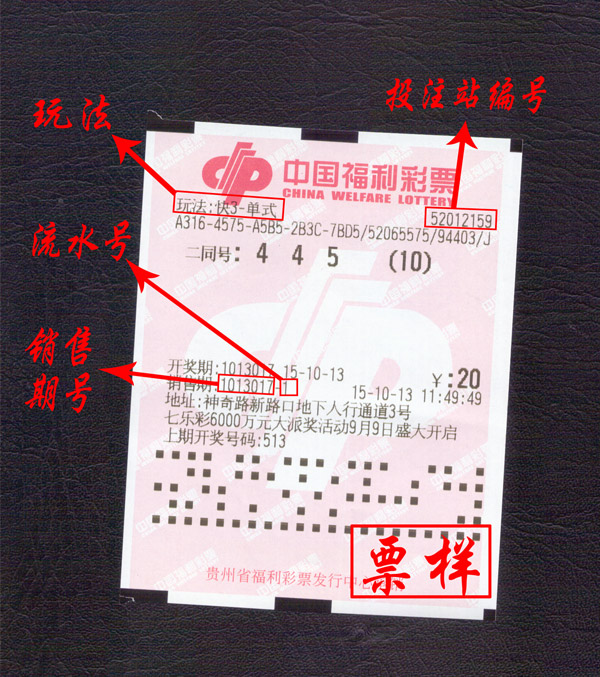 玩法
投注站编号
中国福利彩票
CHINA WELFARE LOTTERY
玩法:快3-单式
52012159
A316-4575-A5B5-2B3C-7BD5/52065575/94403/J
流水号
二同号: 4 4 5 (10)
销售
期号
开奖期:1013017 15-10-13
¥:20
销售期:1013017-1 15-10-13 11:49:49
地址:神奇路新路口地下人行通道3号
七乐彩6000万元大派奖活动9月9日盛大开启
上期开奖号码:513
票样
贵州省福利彩票发行中心